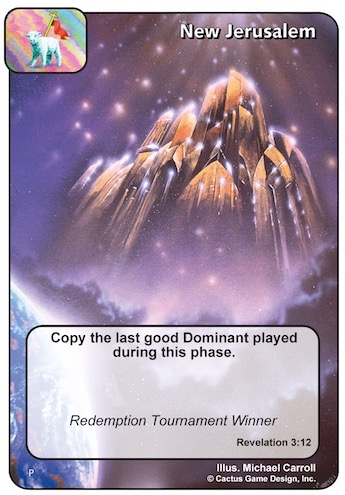 New Jerusalem
Copy the last good Dominant played
during this phase.
Redemption Tournament Winner
Revelation 3:12
Illus. Michael Carroll
P
© Cactus Game Design, Inc.